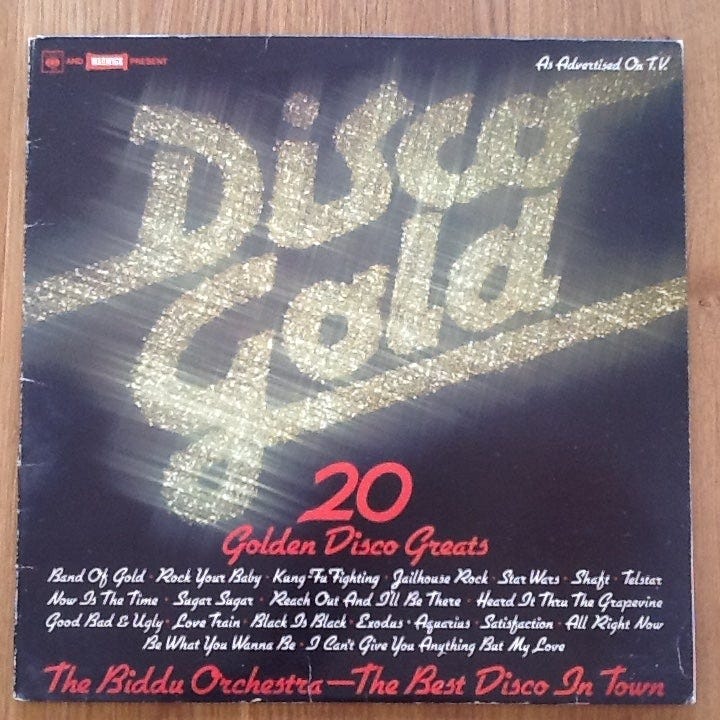 CBS AND WARWICK PRESENT
As Advertised On T.V.
Disco
Gold
20
Golden Disco Greats
Band Of Gold · Rock Your Baby · Kung-Fu Fighting · Jailhouse Rock · Star Wars · Shaft · Telstar
Now Is The Time · Sugar Sugar · Reach Out And I'll Be There · Heard It Thru The Grapevine
Good Bad & Ugly · Love Train · Black Is Black · Exodus · Aquarius · Satisfaction · All Right Now
Be What You Wanna Be · I Can't Give You Anything But My Love
The Biddu Orchestra—The Best Disco In Town